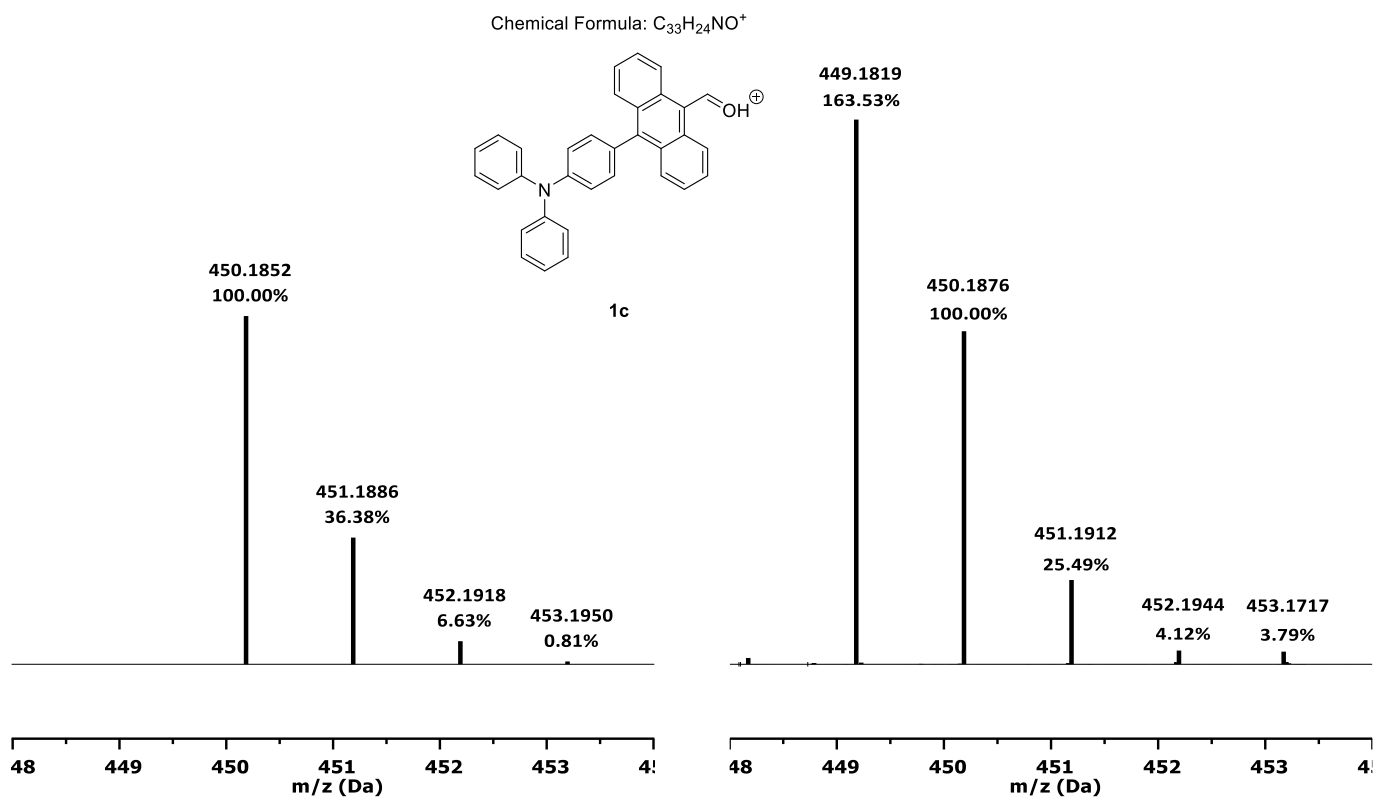 Chemical Formula: C₃₃H₂₄NO⁺
OH⊕
N
1c
450.1852
100.00%
451.1886
36.38%
452.1918
6.63%
453.1950
0.81%
48 449 450 451 452 453 45
m/z (Da)
449.1819
163.53%
450.1876
100.00%
451.1912
25.49%
452.1944
4.12%
453.1717
3.79%
48 449 450 451 452 453 45
m/z (Da)